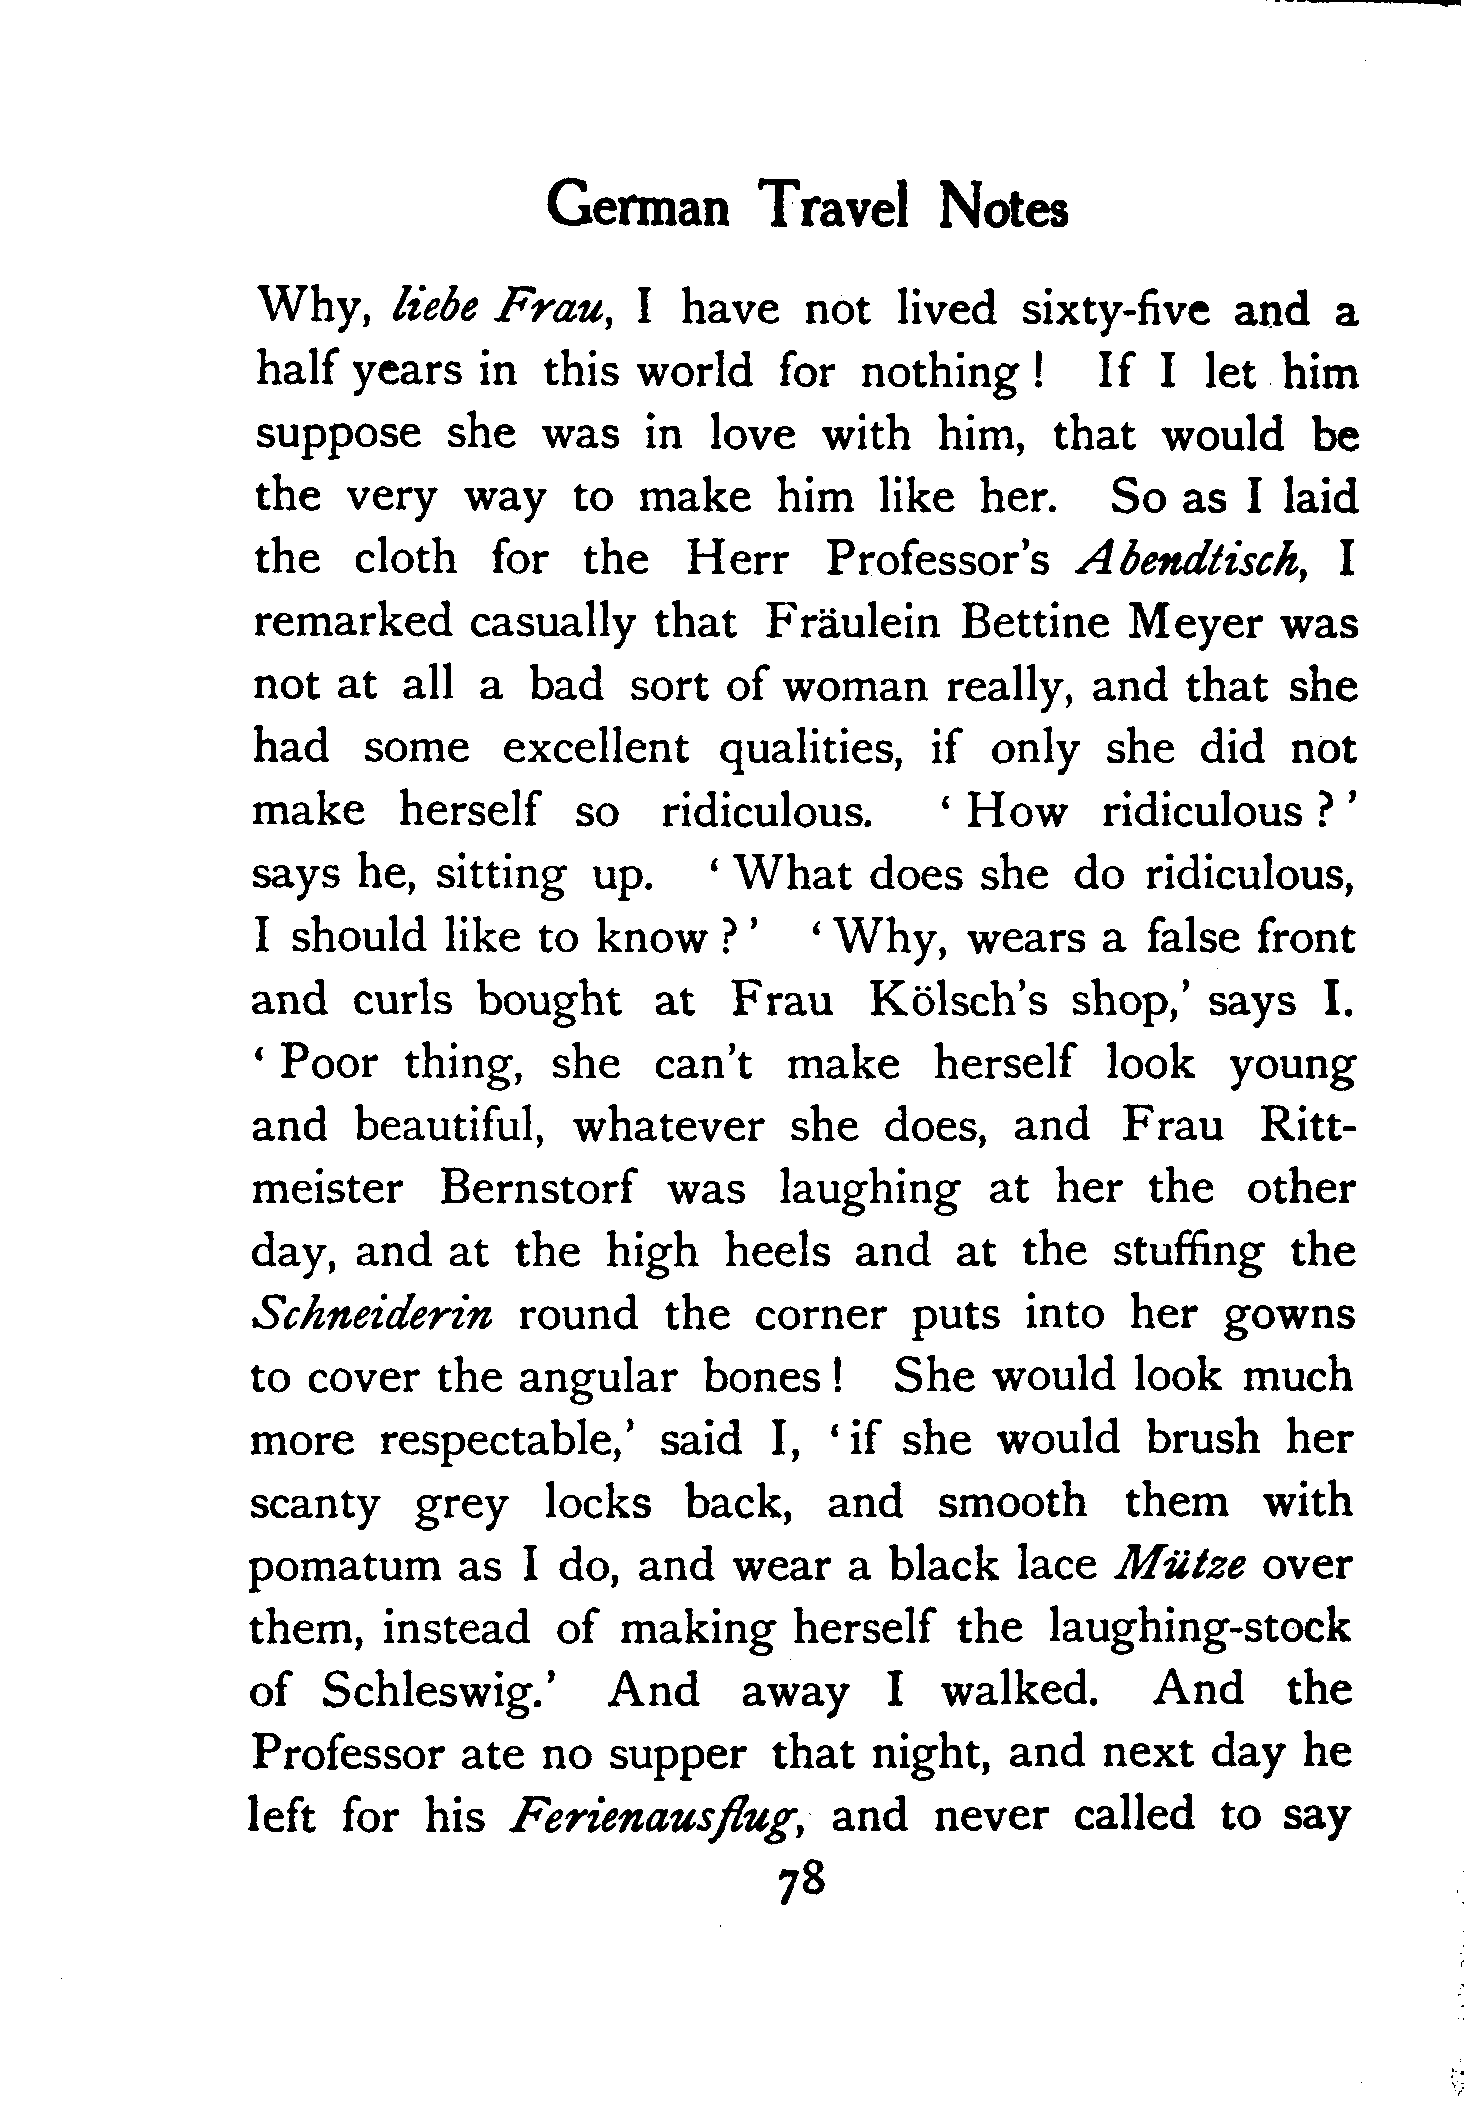 German Travel Notes
Why, liebe Frau, I have not lived sixty-five and a
half years in this world for nothing ! If I let him
suppose she was in love with him, that would be
the very way to make him like her. So as I laid
the cloth for the Herr Professor's Abendtisch, I
remarked casually that Fräulein Bettine Meyer was
not at all a bad sort of woman really, and that she
had some excellent qualities, if only she did not
make herself so ridiculous. ‘ How ridiculous ? ’
says he, sitting up. ‘ What does she do ridiculous,
I should like to know ? ’ ‘ Why, wears a false front
and curls bought at Frau Kölsch's shop,’ says I.
‘ Poor thing, she can't make herself look young
and beautiful, whatever she does, and Frau Ritt-
meister Bernstorf was laughing at her the other
day, and at the high heels and at the stuffing the
Schneiderin round the corner puts into her gowns
to cover the angular bones ! She would look much
more respectable,’ said I, ‘ if she would brush her
scanty grey locks back, and smooth them with
pomatum as I do, and wear a black lace Mütze over
them, instead of making herself the laughing-stock
of Schleswig.’ And away I walked. And the
Professor ate no supper that night, and next day he
left for his Ferienausflug, and never called to say
78